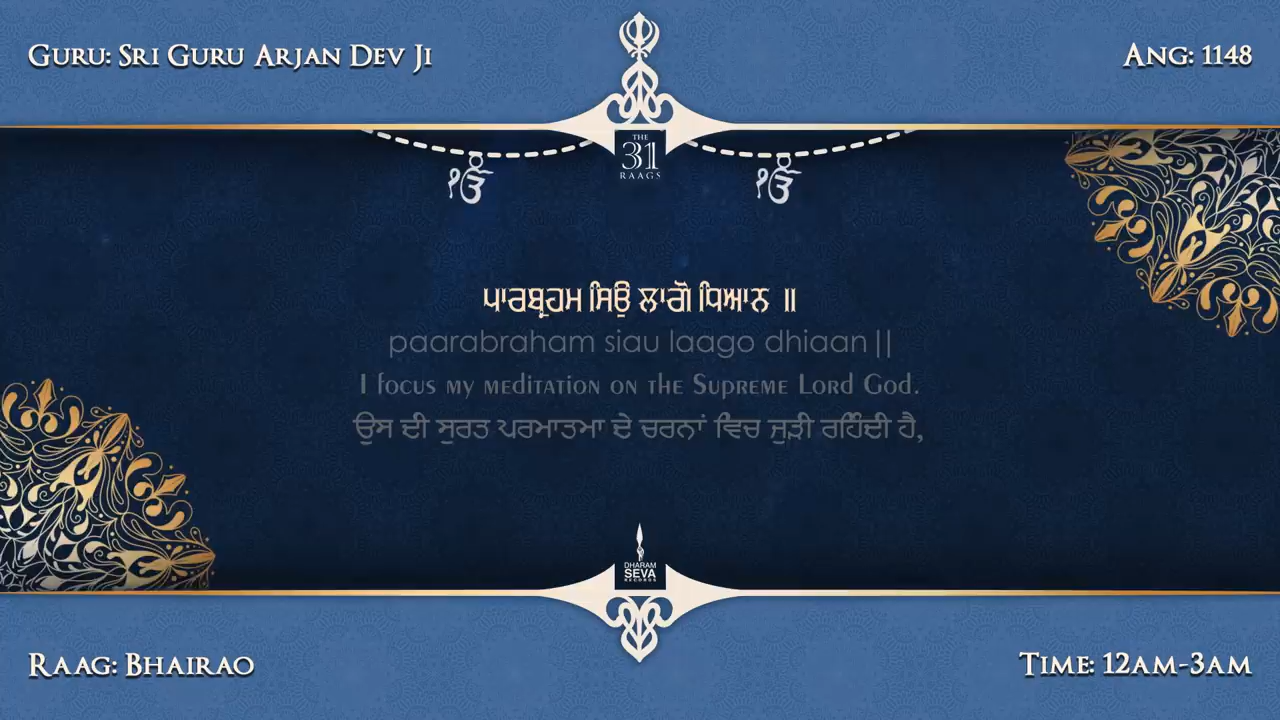 Guru: Sri Guru Arjan Dev Ji
Ang: 1148
THE
31
RAAGS
ੴ
ੴ
ਪਾਰਬ੍ਰਹਮ ਸਿਉ ਲਾਗੋ ਧਿਆਨ ॥
paarabraham siau laago dhiaan ||
I focus my meditation on the Supreme Lord God.
ਉਸ ਦੀ ਸੁਰਤ ਪਰਮਾਤਮਾ ਦੇ ਚਰਨਾਂ ਵਿਚ ਜੁੜੀ ਰਹਿੰਦੀ ਹੈ,
DHARAM
SEVA
RECORDS
Raag: Bhairao
Time: 12am-3am